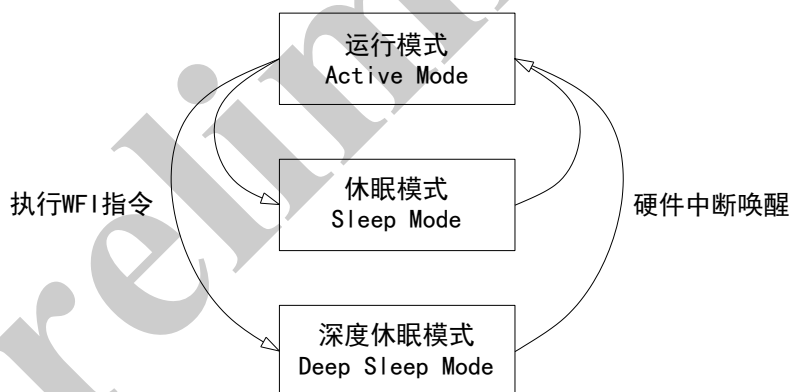 运行模式
Active Mode
执行WFI指令
休眠模式
Sleep Mode
硬件中断唤醒
深度休眠模式
Deep Sleep Mode
relim